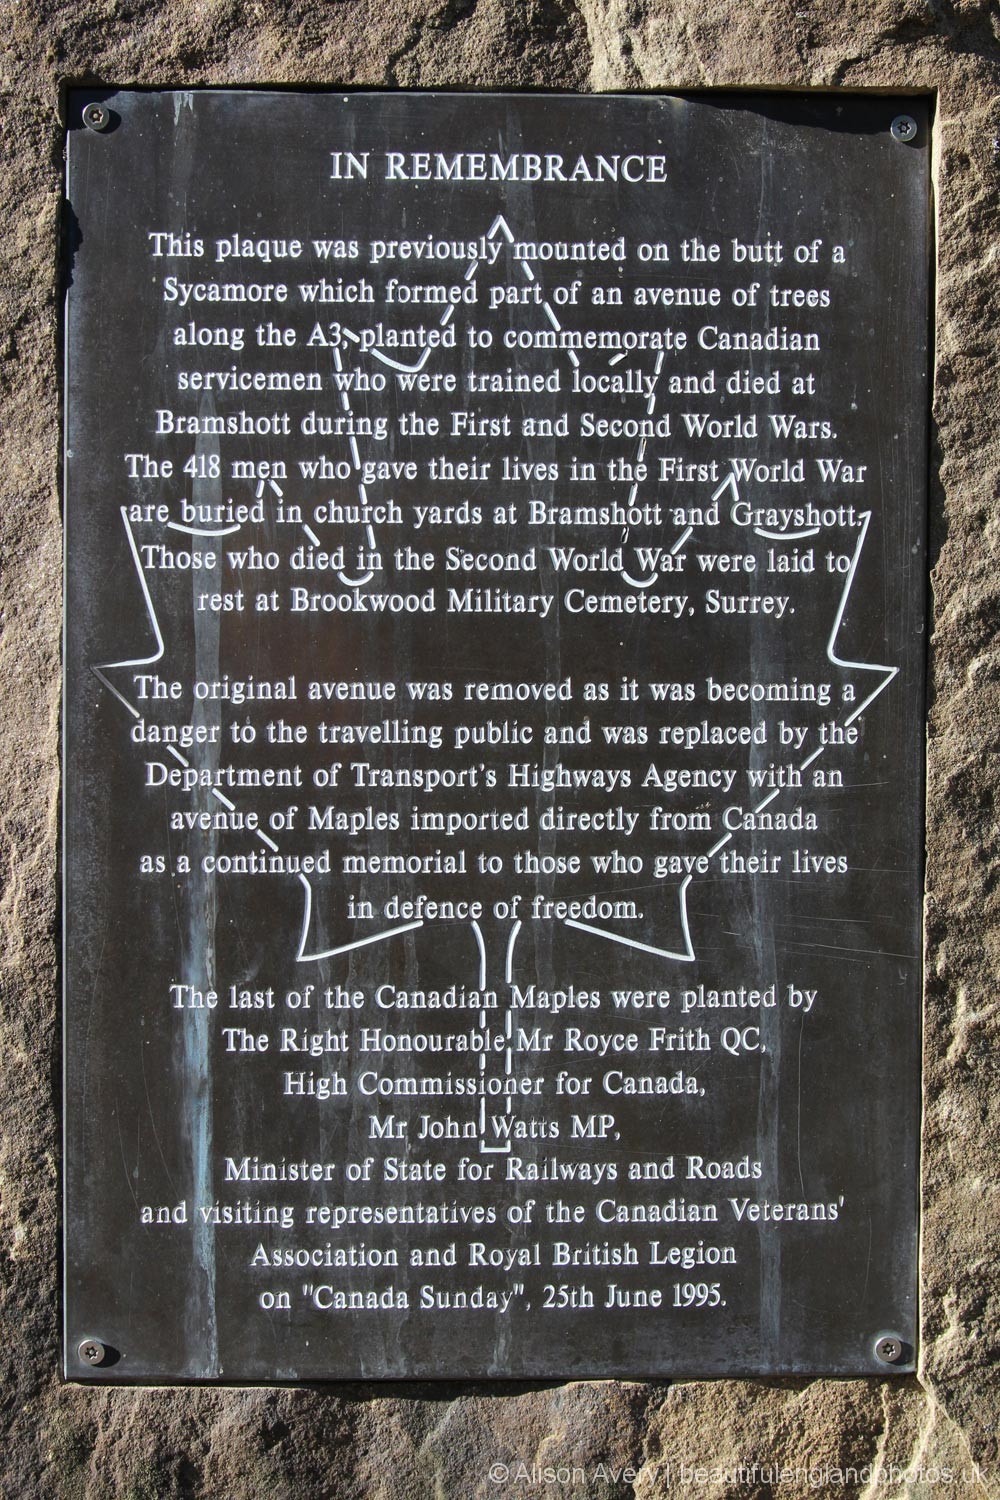 IN REMEMBRANCE
This plaque was previously mounted on the butt of a
Sycamore which formed part of an avenue of trees
along the A3, planted to commemorate Canadian
servicemen who were trained locally and died at
Bramshott during the First and Second World Wars.
The 418 men who gave their lives in the First World War
are buried in church yards at Bramshott and Grayshott.
Those who died in the Second World War were laid to
rest at Brookwood Military Cemetery, Surrey.
The original avenue was removed as it was becoming a
danger to the travelling public and was replaced by the
Department of Transport's Highways Agency with an
avenue of Maples imported directly from Canada
as a continued memorial to those who gave their lives
in defence of freedom.
The last of the Canadian Maples were planted by
The Right Honourable Mr Royce Frith QC,
High Commissioner for Canada,
Mr John Watts MP,
Minister of State for Railways and Roads
and visiting representatives of the Canadian Veterans'
Association and Royal British Legion
on "Canada Sunday", 25th June 1995.
© Alison Avery | beautifulenglandphotos.uk